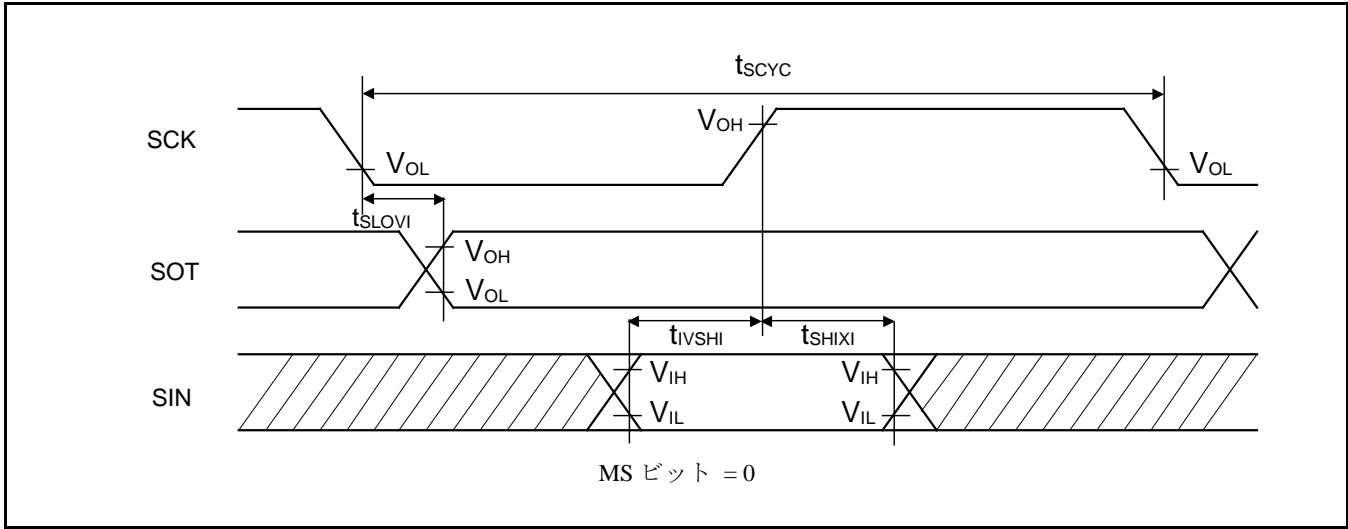 tSCYC
SCK
VOH
VOL
VOL
tSLOVI
SOT
VOH
VOL
tIVSHI
tSHIXI
SIN
VIH
VIH
VIL
VIL
MS ビット = 0